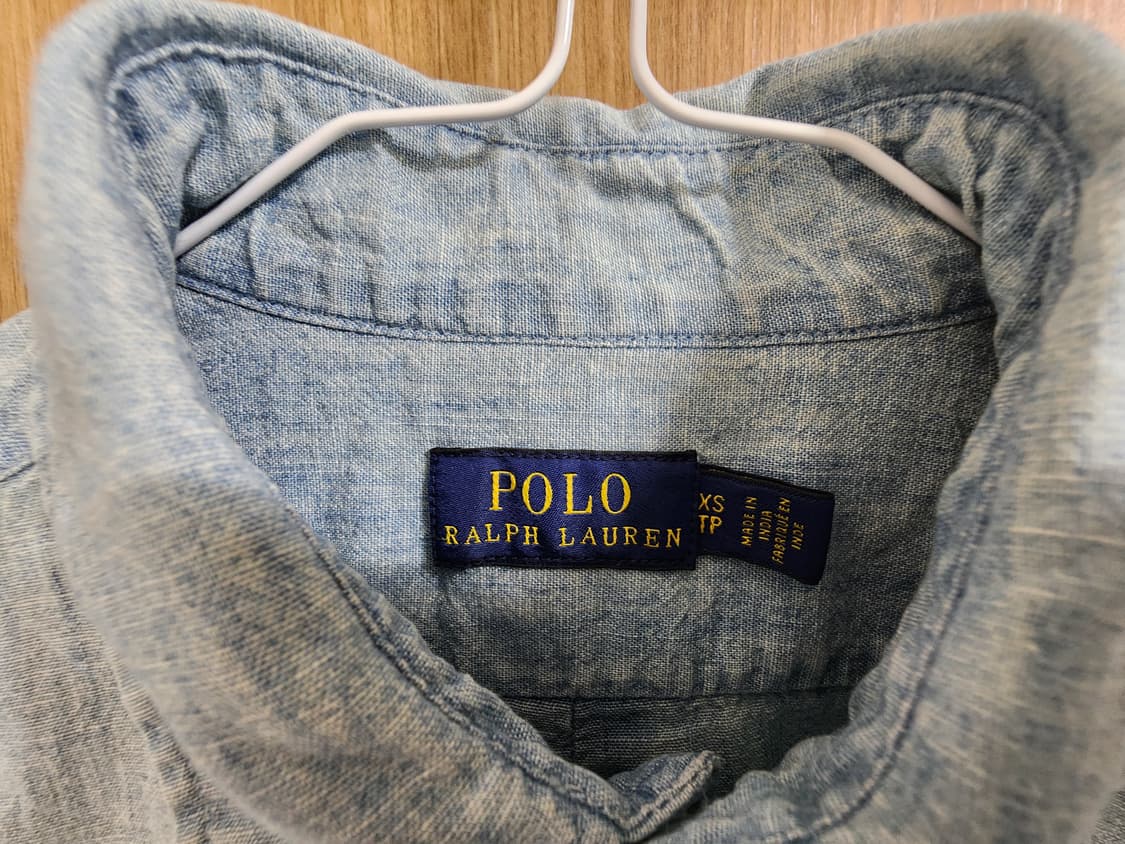 POLO
RALPH LAUREN
XS
TP
MADE IN
INDIA
FABRIQUÉ EN
INDE